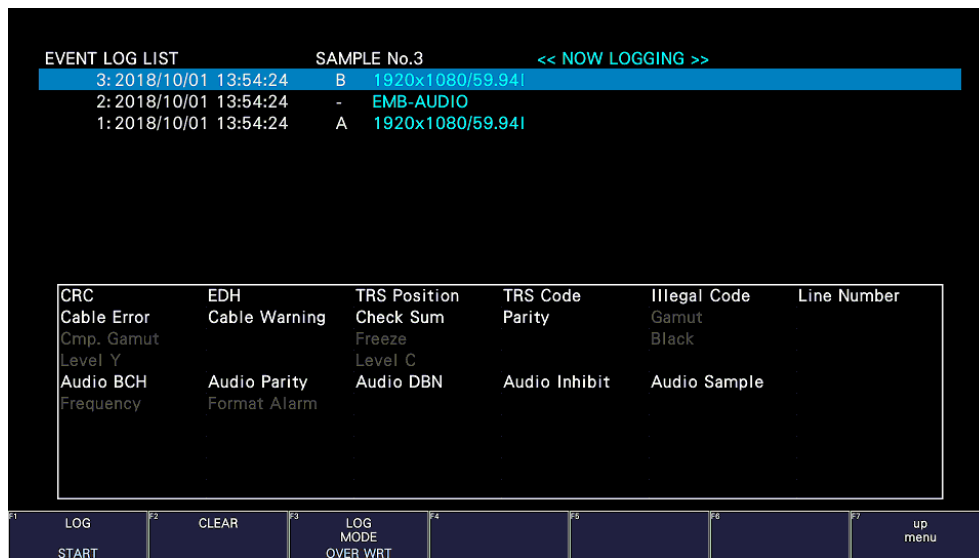 EVENT LOG LIST SAMPLE No.3 << NOW LOGGING >>
3: 2018/10/01 13:54:24 B 1920x1080/59.94I
2: 2018/10/01 13:54:24 - EMB-AUDIO
1: 2018/10/01 13:54:24 A 1920x1080/59.94I
CRC EDH TRS Position TRS Code Illegal Code Line Number
Cable Error Cable Warning Check Sum Parity Gamut
Cmp. Gamut Freeze Black
Level Y Level C
Audio BCH Audio Parity Audio DBN Audio Inhibit Audio Sample
Frequency Format Alarm
F1 LOG F2 CLEAR F3 LOG F4 F5 F6 F7 up
MODE menu
START OVER WRT